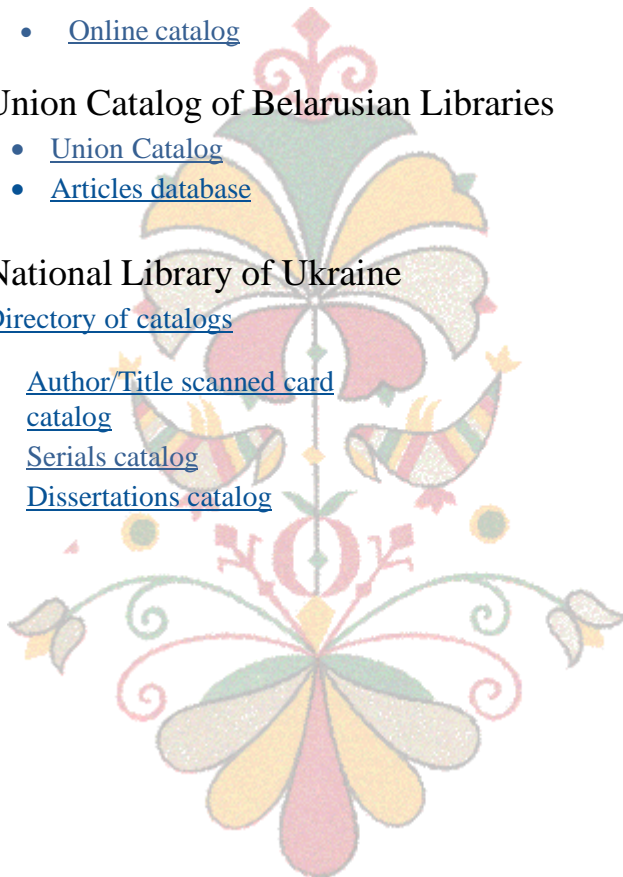 Online catalog
Union Catalog of Belarusian Libraries
Union Catalog
Articles database
National Library of Ukraine
Directory of catalogs
Author/Title scanned card
catalog
Serials catalog
Dissertations catalog